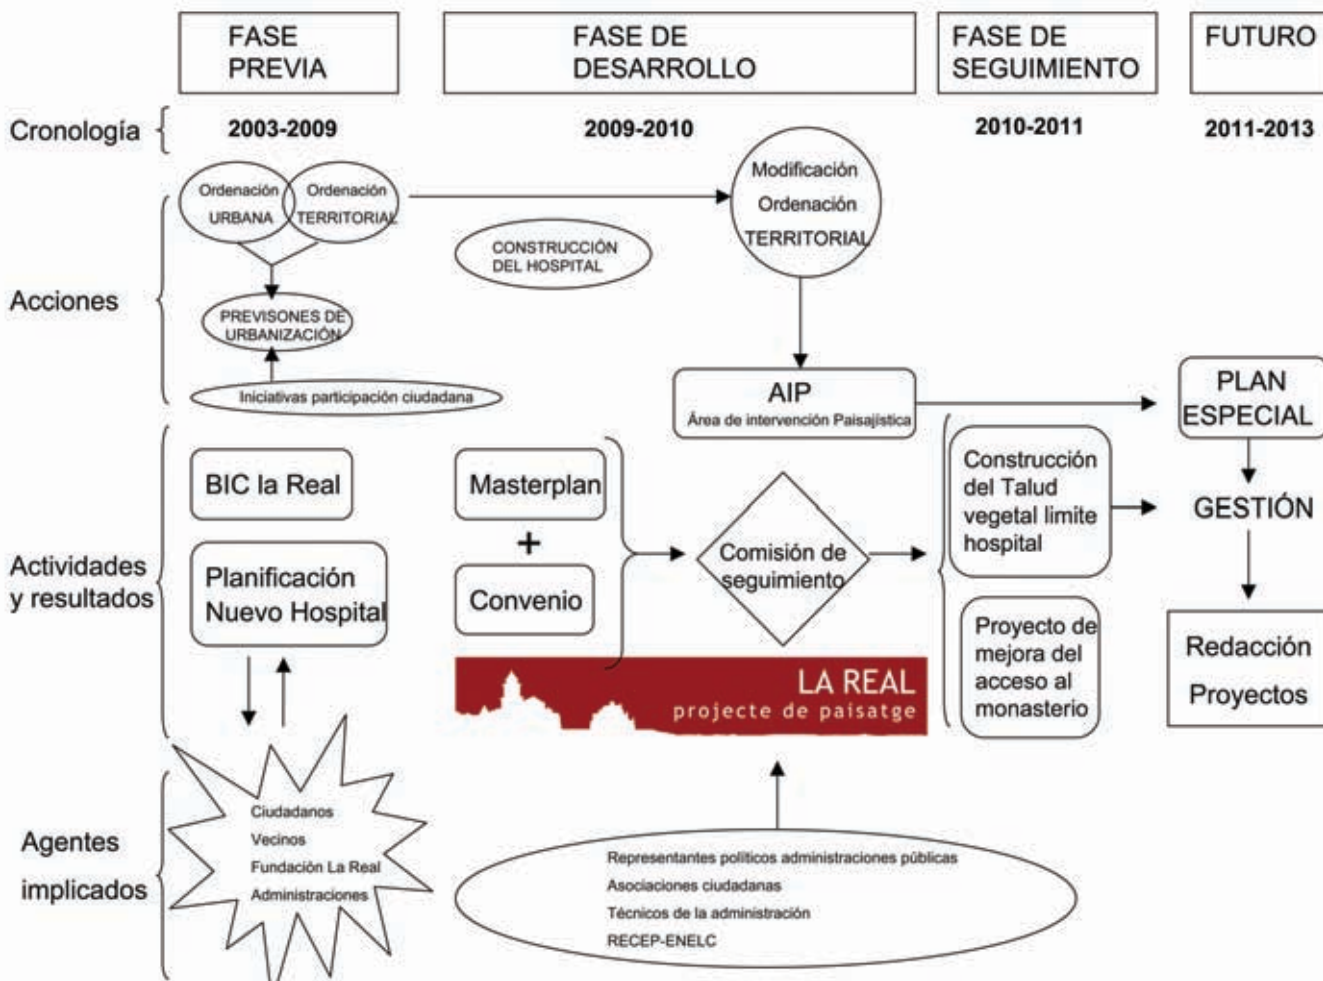 FASE
PREVIA
FASE DE
DESARROLLO
FASE DE
SEGUIMIENTO
FUTURO
Cronología
2003-2009
2009-2010
2010-2011
2011-2013
Acciones
Ordenación
URBANA
Ordenación
TERRITORIAL
Modificación
Ordenación
TERRITORIAL
CONSTRUCCIÓN
DEL HOSPITAL
PREVISONES DE
URBANIZACIÓN
Iniciativas participación ciudadana
AIP
Área de intervención Paisajística
PLAN
ESPECIAL
Actividades
y resultados
BIC la Real
Planificación
Nuevo Hospital
Masterplan
+
Convenio
Comisión de
seguimiento
Construcción
del Talud
vegetal limite
hospital
Proyecto de
mejora del
acceso al
monasterio
GESTIÓN
Redacción
Proyectos
LA REAL
projecte de paisatge
Agentes
implicados
Ciudadanos
Vecinos
Fundación La Real
Administraciones
Representantes políticos administraciones públicas
Asociaciones ciudadanas
Técnicos de la administración
RECEP-ENELC